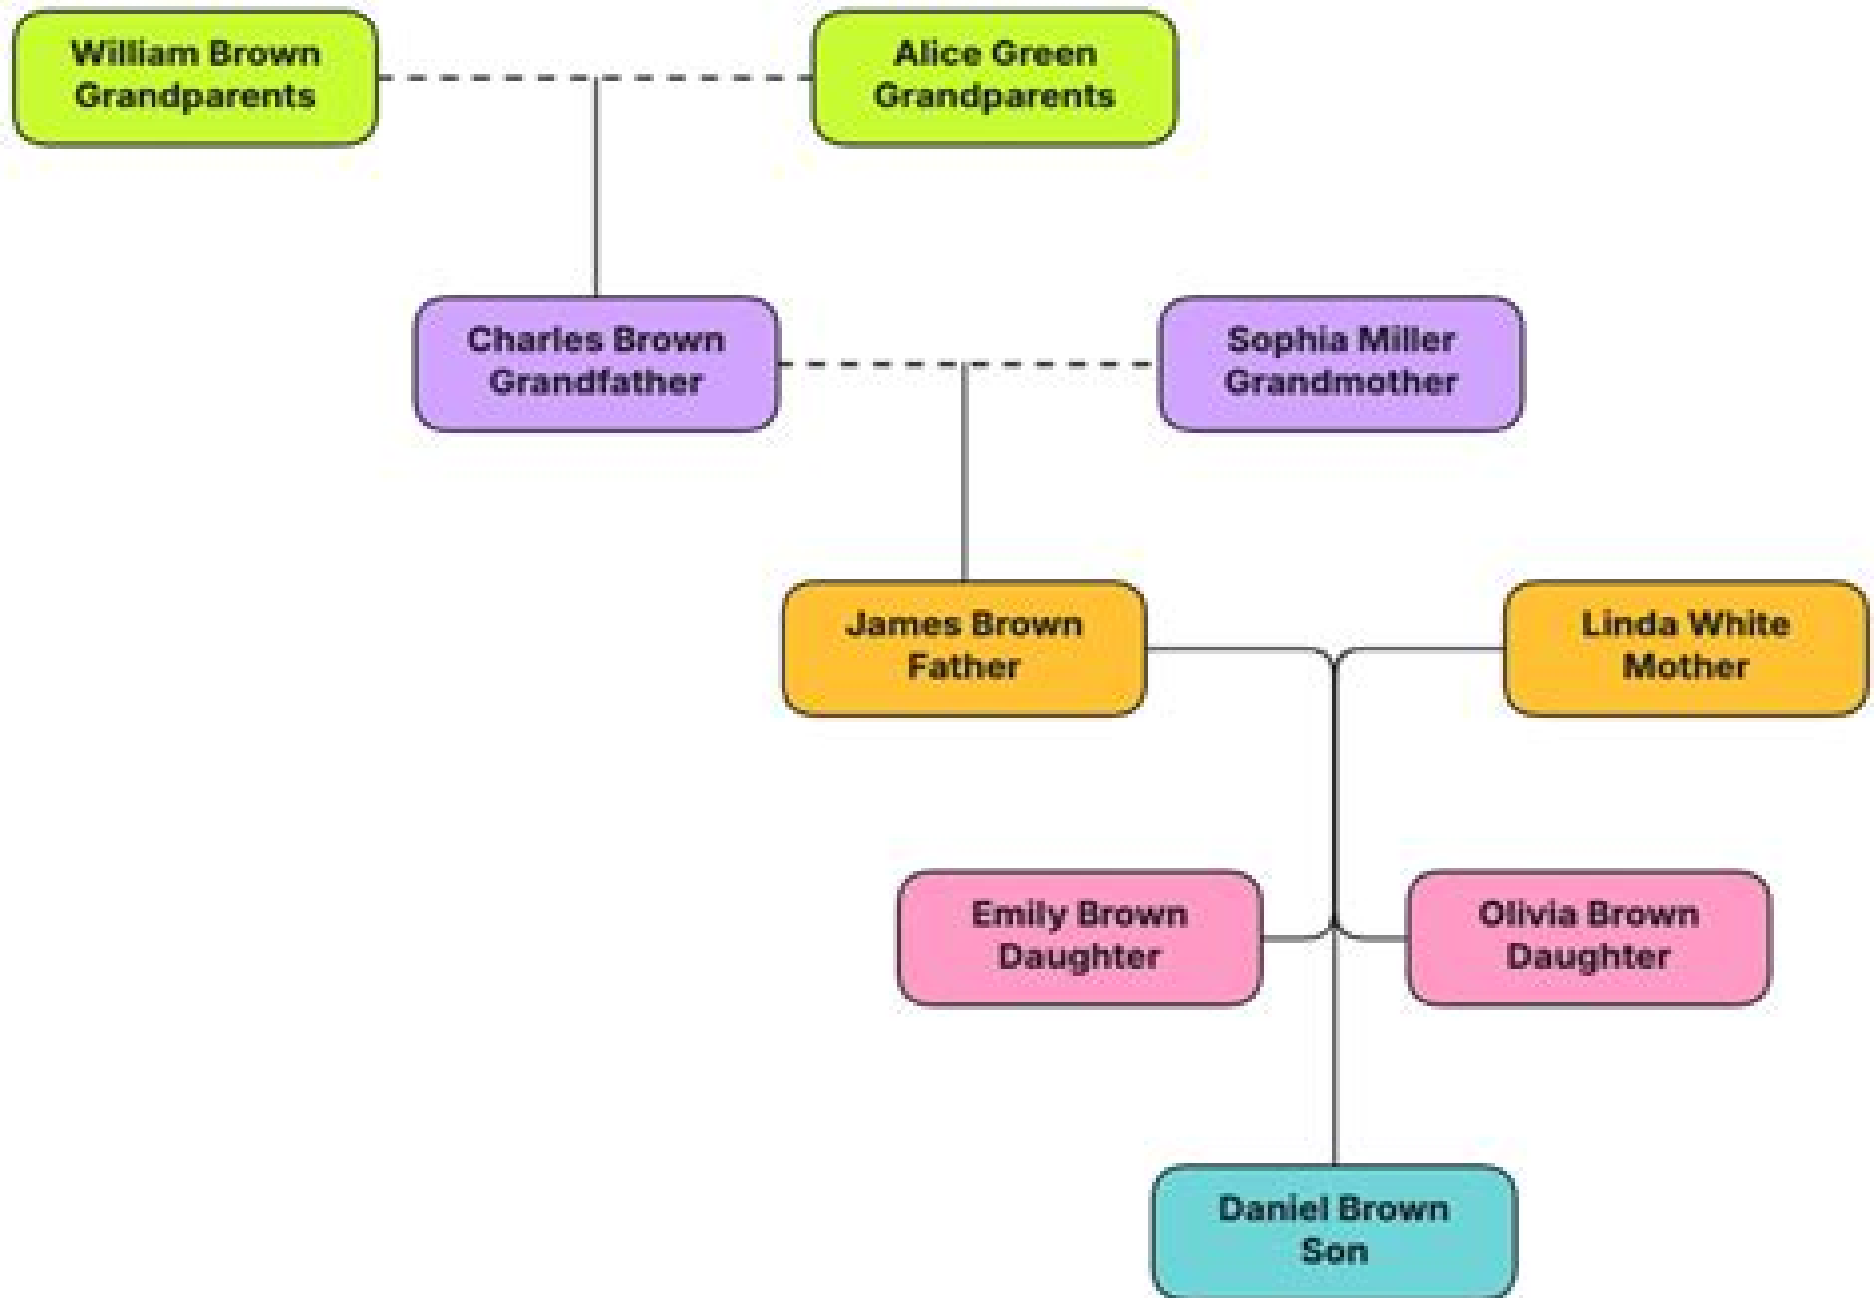 William Brown
Grandparents
Alice Green
Grandparents
Charles Brown
Grandfather
Sophia Miller
Grandmother
James Brown
Father
Linda White
Mother
Emily Brown
Daughter
Olivia Brown
Daughter
Daniel Brown
Son